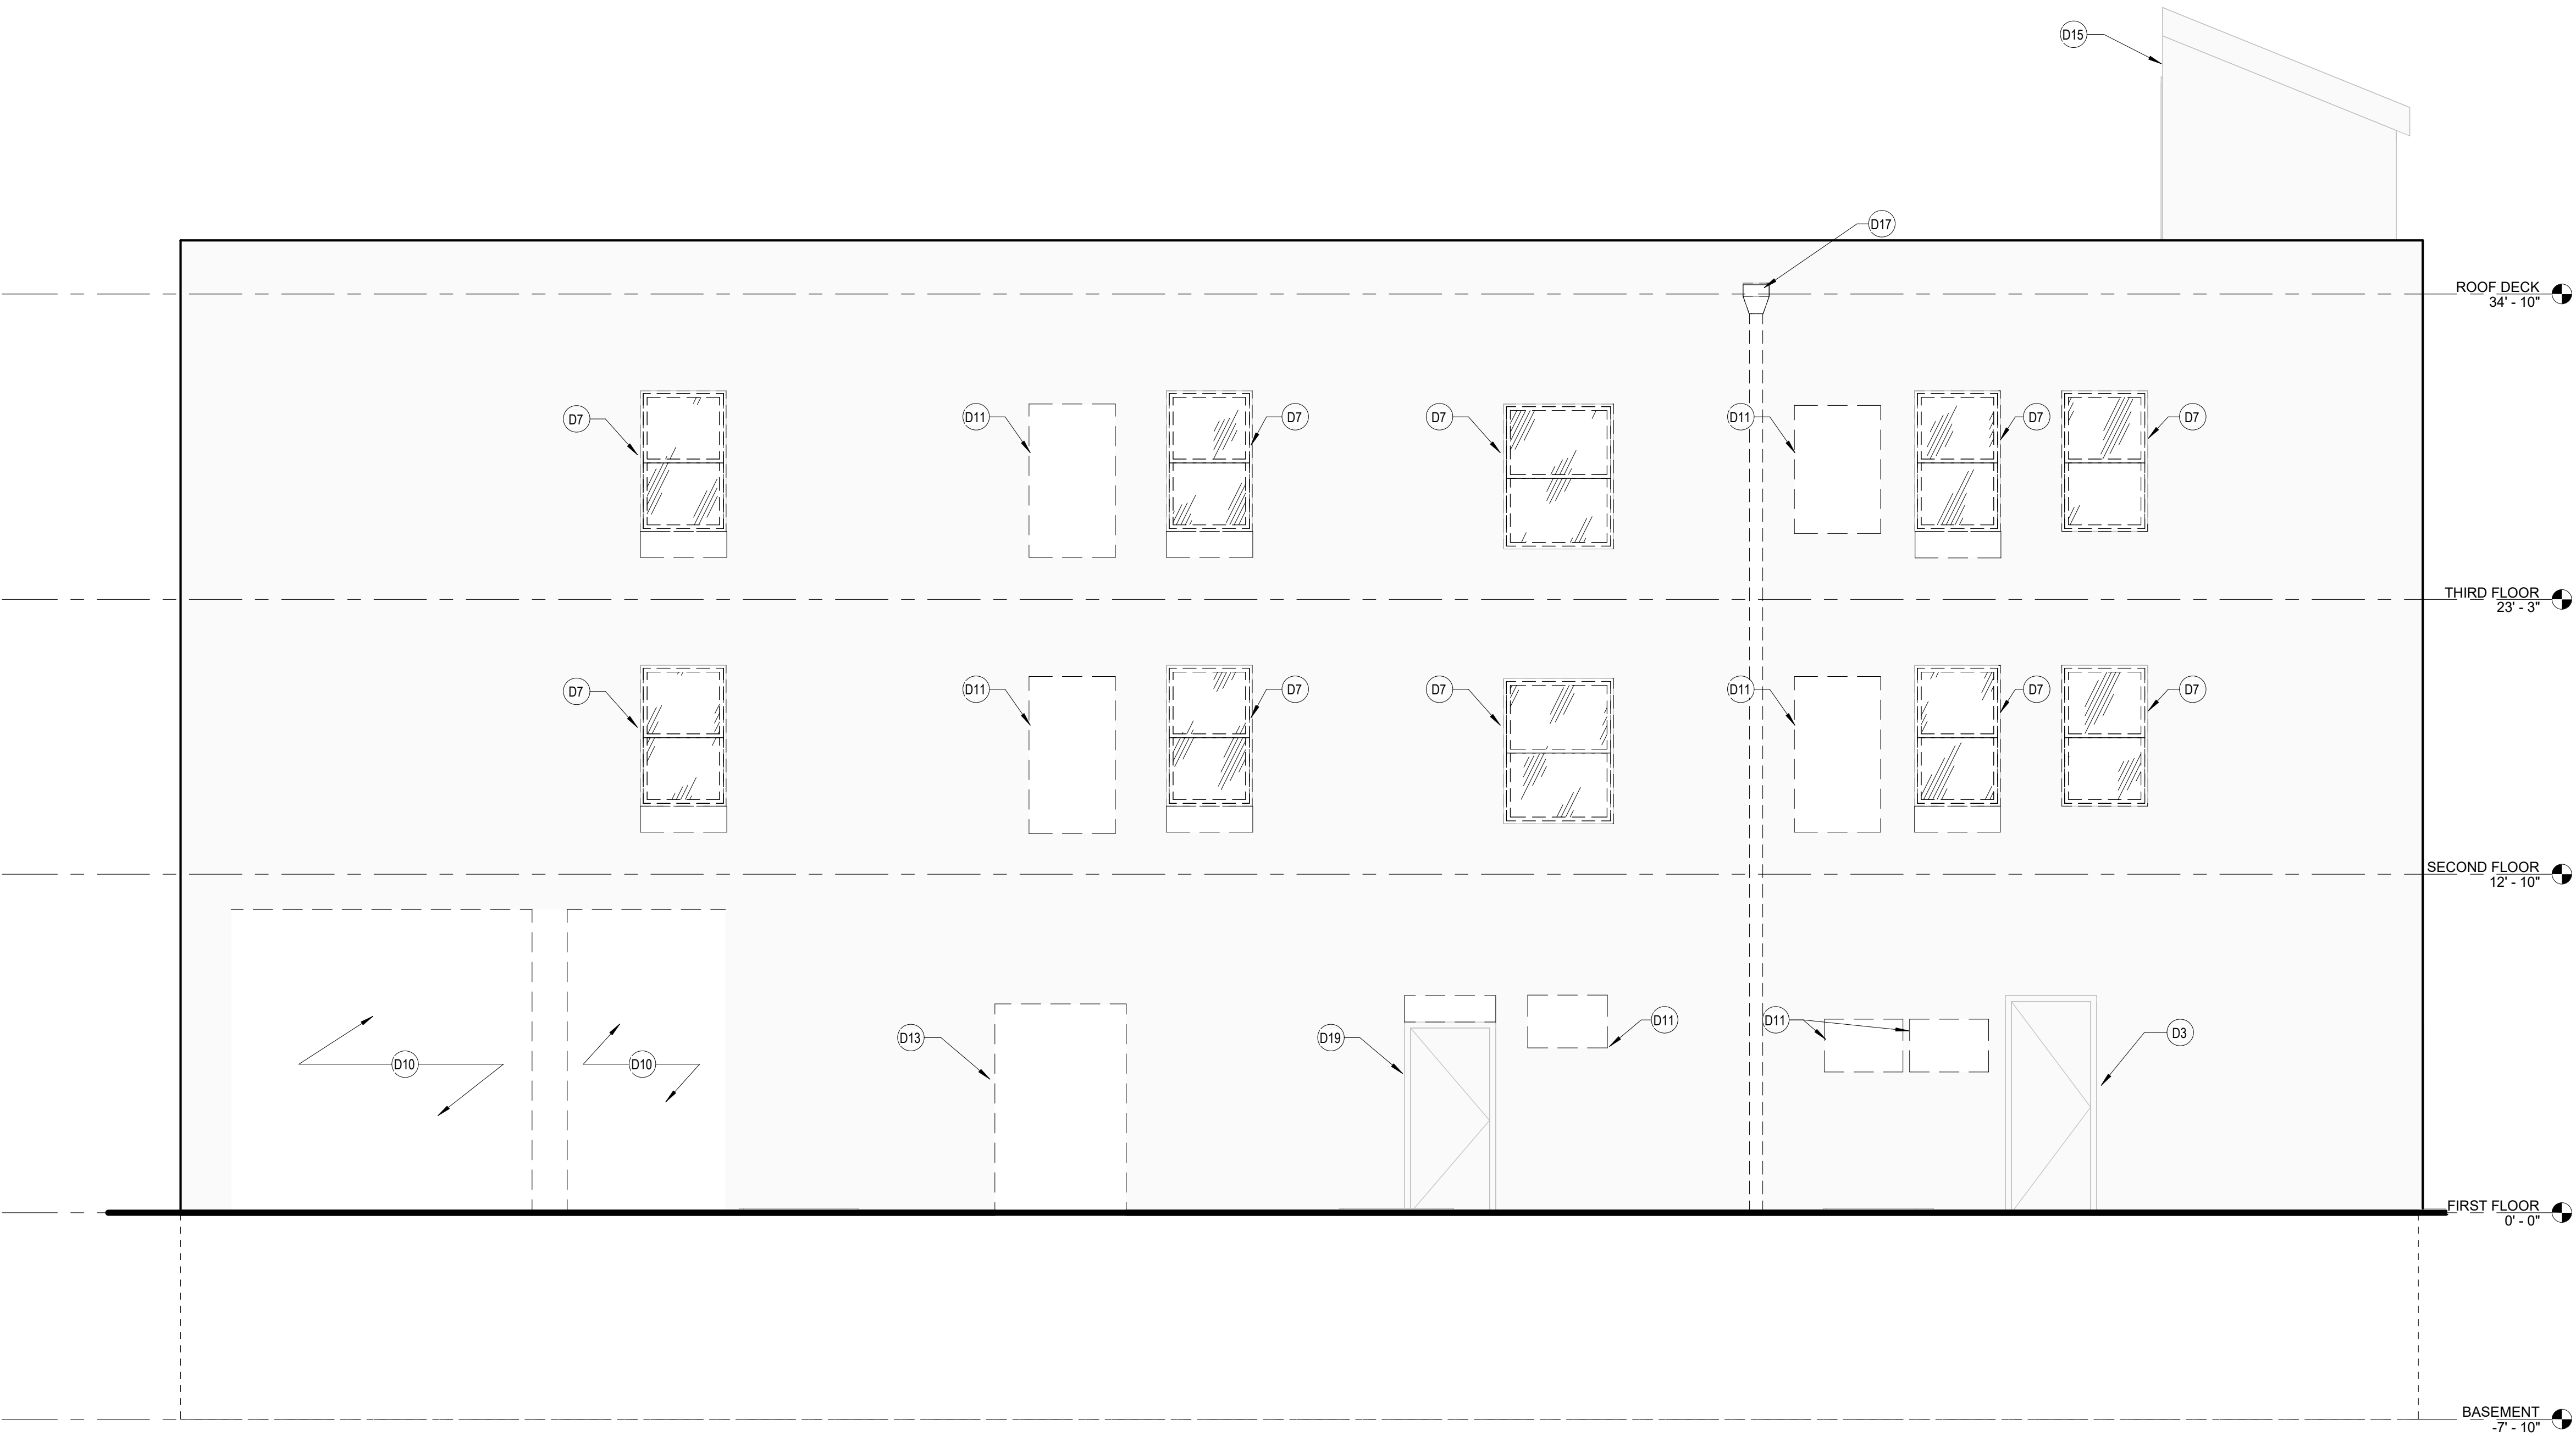 D15
D17
ROOF DECK
34' - 10"
D7
D11
D7
D7
D11
D7
D7
THIRD FLOOR
23' - 3"
D7
D11
D7
D7
D11
D7
D7
SECOND FLOOR
12' - 10"
D10
D10
D13
D19
D11
D11
D3
FIRST FLOOR
0' - 0"
BASEMENT
-7' - 10"